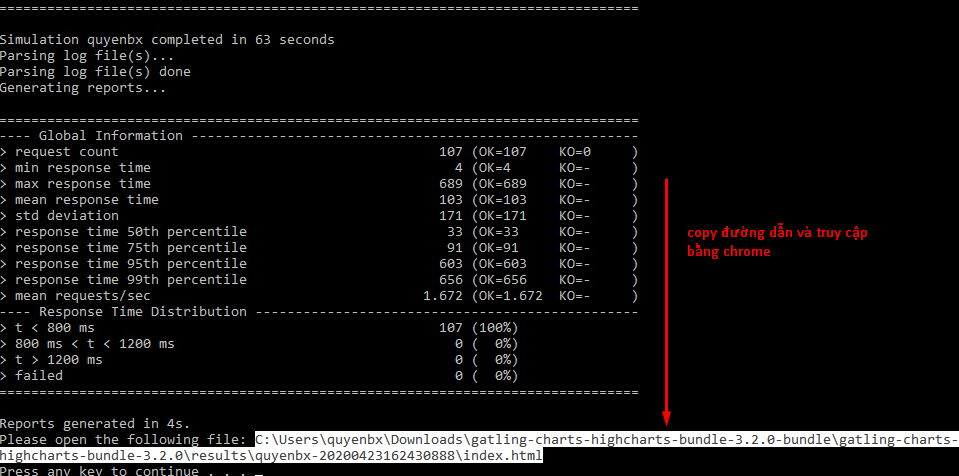 ================================================================================
Simulation quyenbx completed in 63 seconds
Parsing log file(s)...
Parsing log file(s) done
Generating reports...
================================================================================
---- Global Information --------------------------------------------------------
> request count                                        107 (OK=107    KO=0     )
> min response time                                      4 (OK=4      KO=-     )
> max response time                                    689 (OK=689    KO=-     )
> mean response time                                   103 (OK=103    KO=-     )
> std deviation                                        171 (OK=171    KO=-     )
> response time 50th percentile                         33 (OK=33     KO=-     )
> response time 75th percentile                         91 (OK=91     KO=-     )
> response time 95th percentile                        603 (OK=603    KO=-     )
> response time 99th percentile                        656 (OK=656    KO=-     )
> mean requests/sec                                  1.672 (OK=1.672  KO=-     )
---- Response Time Distribution ------------------------------------------------
> t < 800 ms                                           107 (100%)
> 800 ms < t < 1200 ms                                   0 (  0%)
> t > 1200 ms                                            0 (  0%)
> failed                                                 0 (  0%)
================================================================================
copy đường dẫn và truy cập
bằng chrome
Reports generated in 4s.
Please open the following file: C:\Users\quyenbx\Downloads\gatling-charts-highcharts-bundle-3.2.0-bundle\gatling-charts-
highcharts-bundle-3.2.0\results\quyenbx-20200423162430888\index.html
Press any key to continue . . . _